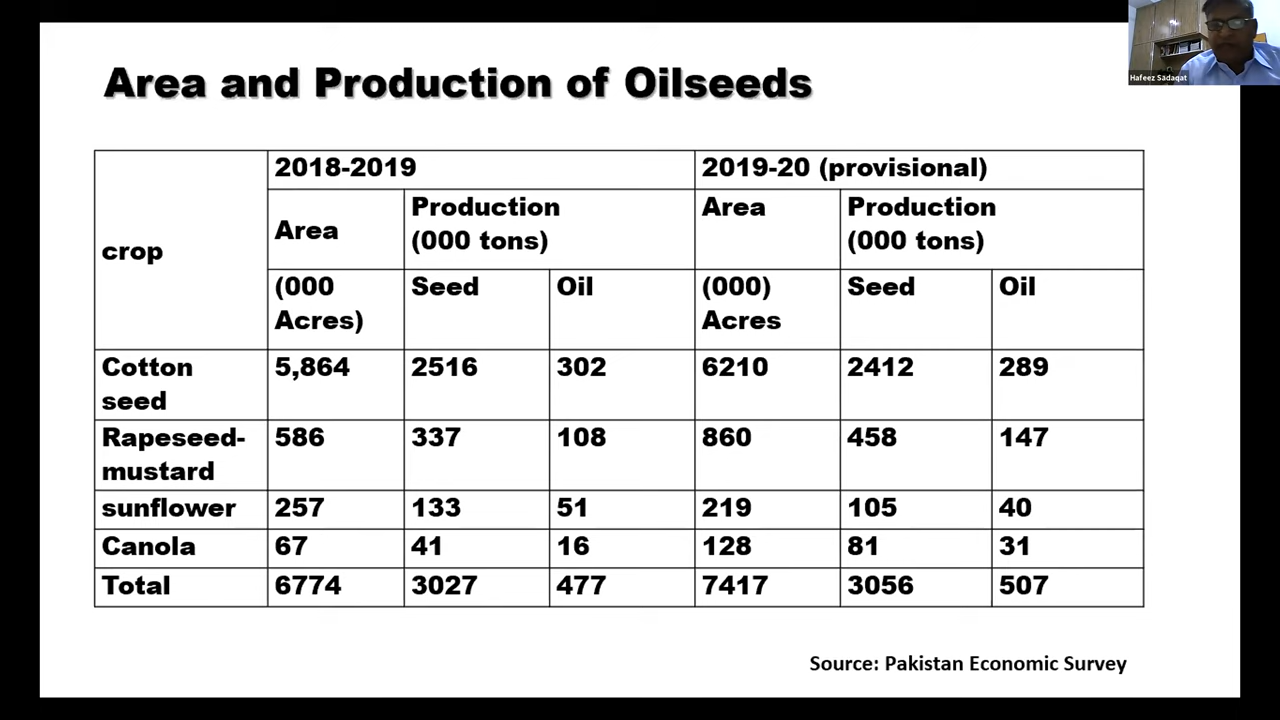 Hafeez Sadaqat
Area and Production of Oilseeds
crop
2018-2019
2019-20 (provisional)
Area
Production
(000 tons)
Area
Production
(000 tons)
(000
Acres)
Seed
Oil
(000)
Acres
Seed
Oil
Cotton
seed
5,864
2516
302
6210
2412
289
Rapeseed-
mustard
586
337
108
860
458
147
sunflower
257
133
51
219
105
40
Canola
67
41
16
128
81
31
Total
6774
3027
477
7417
3056
507
Source: Pakistan Economic Survey